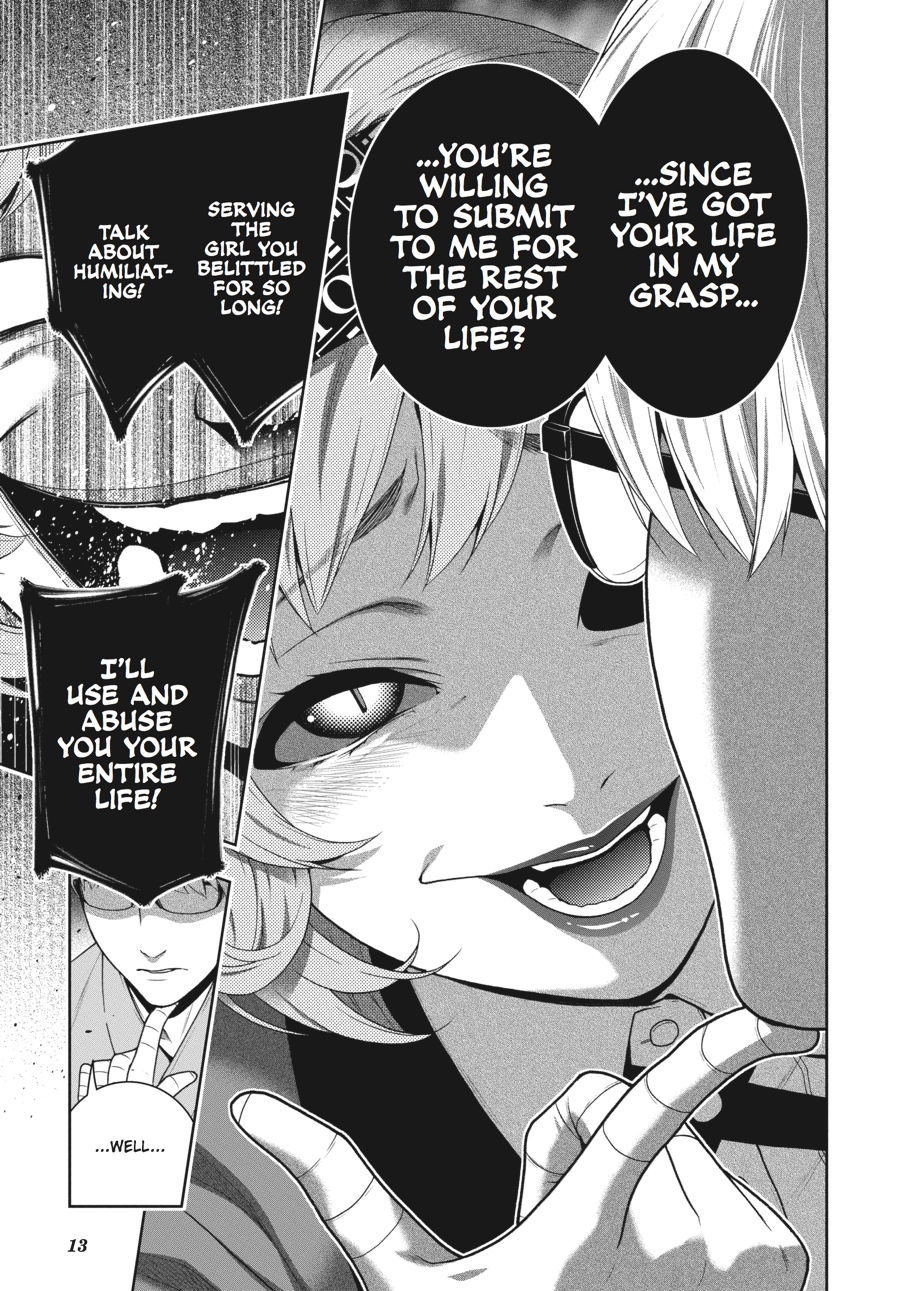 ...SINCE
I'VE GOT
YOUR LIFE
IN MY
GRASP...
...YOU'RE
WILLING
TO SUBMIT
TO ME FOR
THE REST
OF YOUR
LIFE?
SERVING
THE
GIRL YOU
BELITTLED
FOR SO
LONG!
TALK
ABOUT
HUMILIAT-
ING!
I'LL
USE AND
ABUSE
YOU YOUR
ENTIRE
LIFE!
...WELL...
13